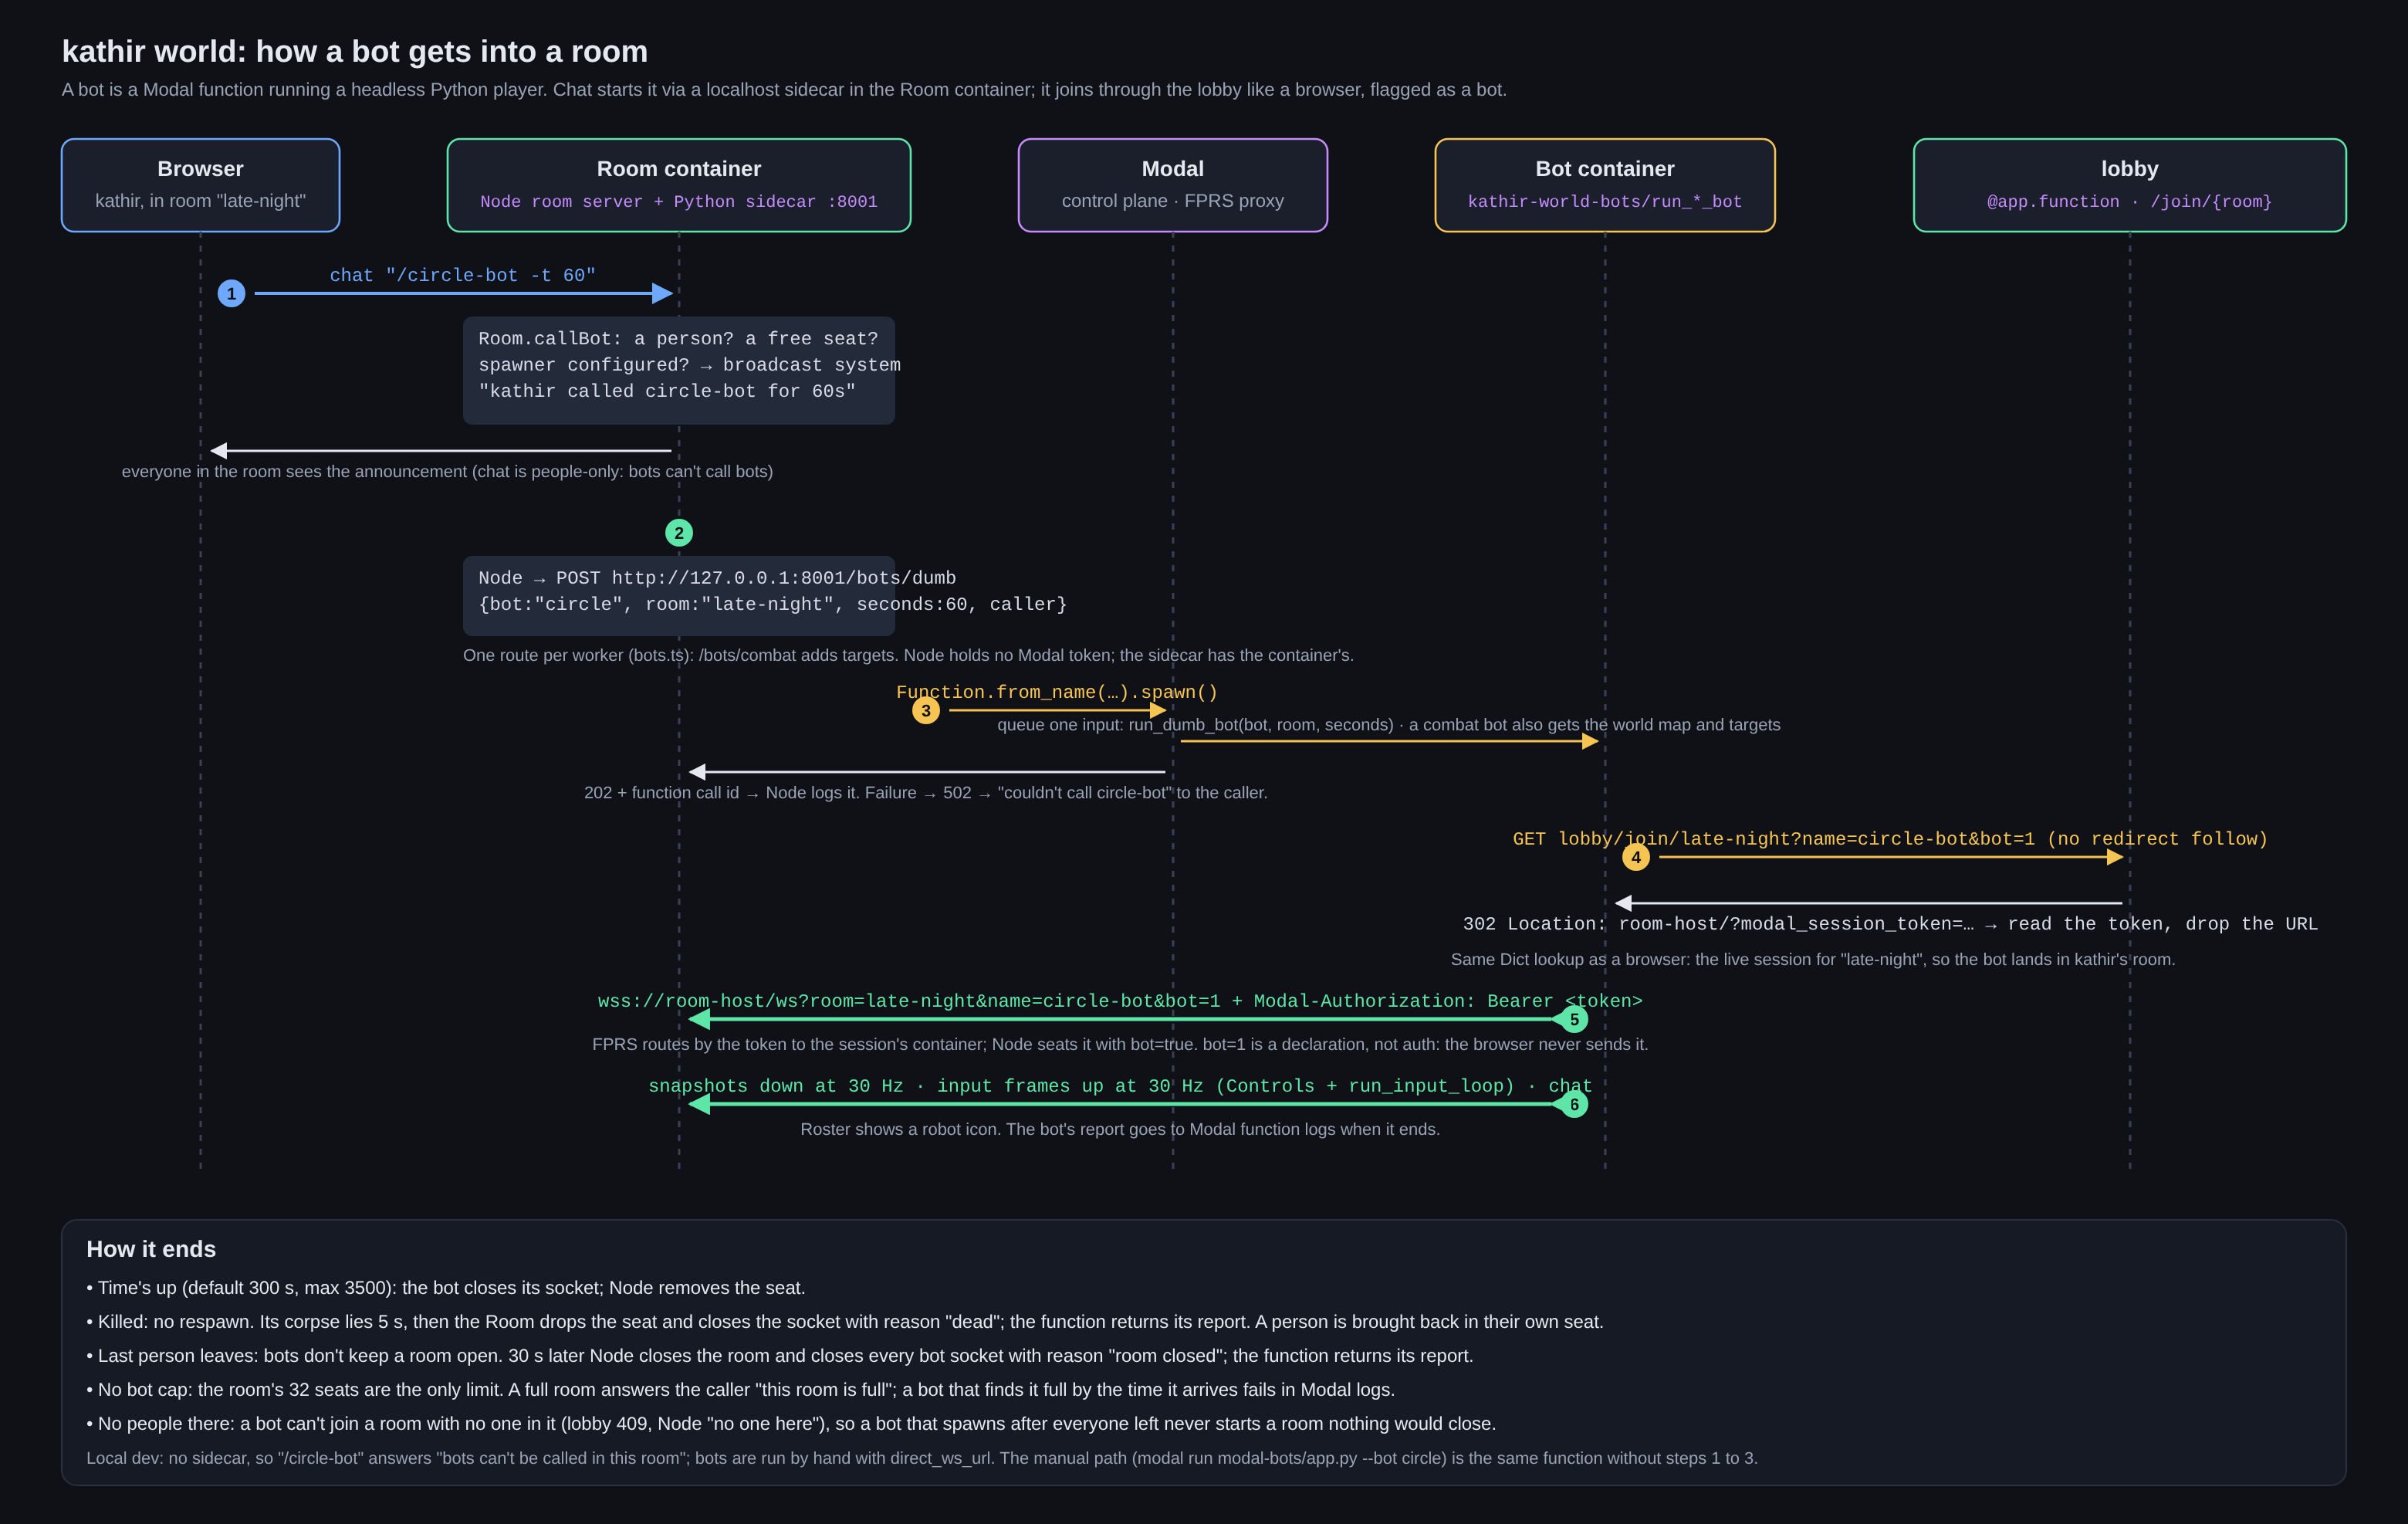 kathir world: how a bot gets into a room
A bot is a Modal function running a headless Python player. Chat starts it via a localhost sidecar in the Room container; it joins through the lobby like a browser, flagged as a bot.
Browser
kathir, in room "late-night"
Room container
Node room server + Python sidecar :8001
Modal
control plane · FPRS proxy
Bot container
kathir-world-bots/run_*_bot
lobby
@app.function · /join/{room}
chat "/circle-bot -t 60"
1
Room.callBot: a person? a free seat?
spawner configured? → broadcast system
"kathir called circle-bot for 60s"
everyone in the room sees the announcement (chat is people-only: bots can't call bots)
2
Node → POST http://127.0.0.1:8001/bots/dumb
{bot:"circle", room:"late-night", seconds:60, caller}
One route per worker (bots.ts): /bots/combat adds targets. Node holds no Modal token; the sidecar has the container's.
Function.from_name(…).spawn()
3
queue one input: run_dumb_bot(bot, room, seconds) · a combat bot also gets the world map and targets
202 + function call id → Node logs it. Failure → 502 → "couldn't call circle-bot" to the caller.
GET lobby/join/late-night?name=circle-bot&bot=1 (no redirect follow)
4
302 Location: room-host/?modal_session_token=… → read the token, drop the URL
Same Dict lookup as a browser: the live session for "late-night", so the bot lands in kathir's room.
wss://room-host/ws?room=late-night&name=circle-bot&bot=1 + Modal-Authorization: Bearer <token>
5
FPRS routes by the token to the session's container; Node seats it with bot=true. bot=1 is a declaration, not auth: the browser never sends it.
snapshots down at 30 Hz · input frames up at 30 Hz (Controls + run_input_loop) · chat
6
Roster shows a robot icon. The bot's report goes to Modal function logs when it ends.
How it ends
• Time's up (default 300 s, max 3500): the bot closes its socket; Node removes the seat.
• Killed: no respawn. Its corpse lies 5 s, then the Room drops the seat and closes the socket with reason "dead"; the function returns its report. A person is brought back in their own seat.
• Last person leaves: bots don't keep a room open. 30 s later Node closes the room and closes every bot socket with reason "room closed"; the function returns its report.
• No bot cap: the room's 32 seats are the only limit. A full room answers the caller "this room is full"; a bot that finds it full by the time it arrives fails in Modal logs.
• No people there: a bot can't join a room with no one in it (lobby 409, Node "no one here"), so a bot that spawns after everyone left never starts a room nothing would close.
Local dev: no sidecar, so "/circle-bot" answers "bots can't be called in this room"; bots are run by hand with direct_ws_url. The manual path (modal run modal-bots/app.py --bot circle) is the same function without steps 1 to 3.